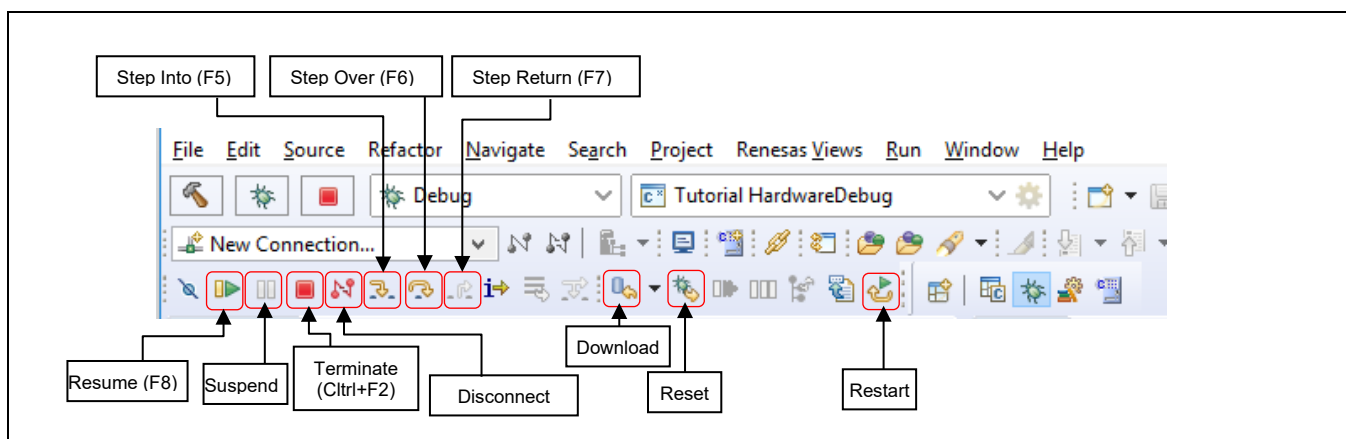 Step Into (F5) Step Over (F6) Step Return (F7)
File Edit Source Refactor Navigate Search Project Renesas Views Run Window Help
Debug Tutorial HardwareDebug
New Connection...
Resume (F8)
Suspend
Terminate
(Cltrl+F2)
Disconnect
Download
Reset
Restart